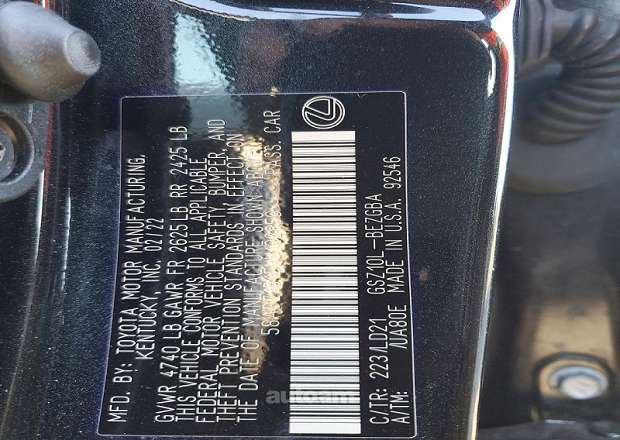 MFD. BY: TOYOTA MOTOR MANUFACTURING,
KENTUCKY, INC. 02/22
GVWR 4740 LB GAWR FR 2625 LB RR 2425 LB
THIS VEHICLE CONFORMS TO ALL APPLICABLE
FEDERAL MOTOR VEHICLE SAFETY, BUMPER, AND
THEFT PREVENTION STANDARDS IN EFFECT ON
THE DATE OF MANUFACTURE SHOWN ABOVE.
PASS. CAR
C/TR: 223 /LD21 GSZ10L-BEZGBA
A/TM: /UA80E MADE IN U.S.A. 92546
autoam